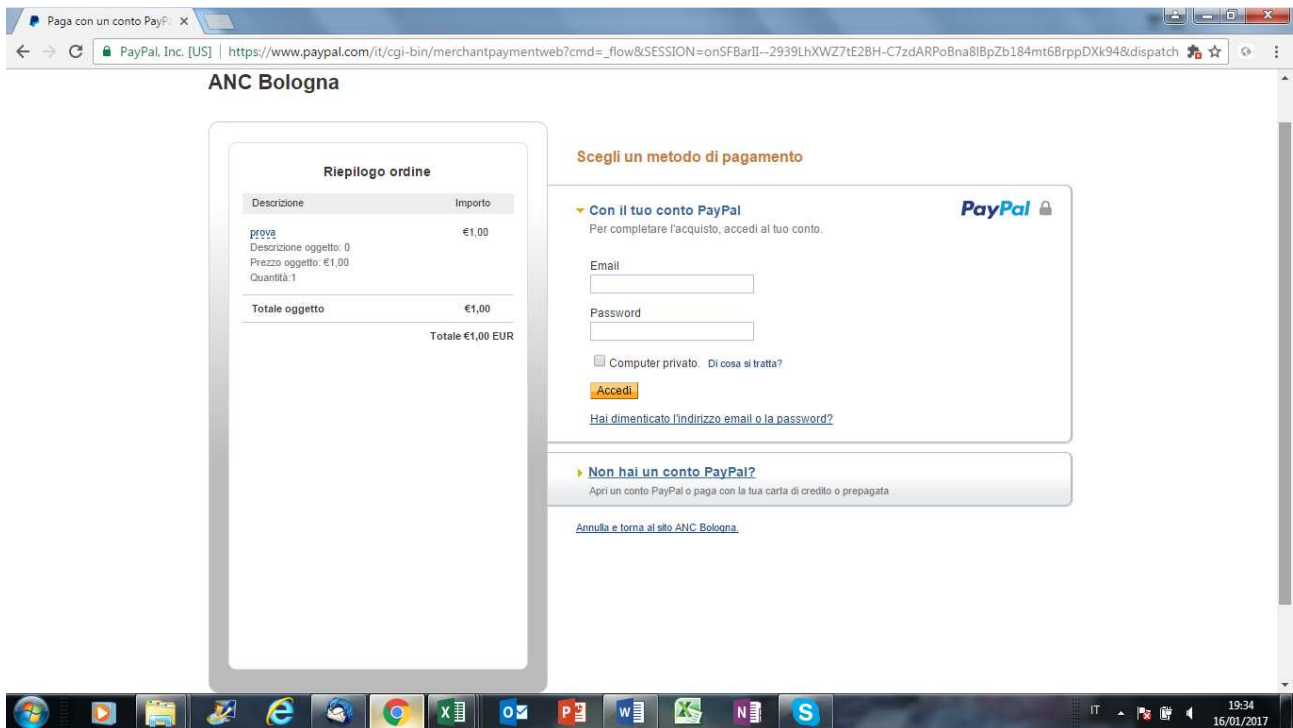 Paga con un conto PayP
PayPal, Inc. [US] | https://www.paypal.com/it/cgi-bin/merchantpaymentweb?cmd=_flow&SESSION=onSFBarII--2939LhXWZ7tE2BH-C7zdARPoBna8lBpZb184mt6BrppDXk94&dispatch
ANC Bologna
Riepilogo ordine
Descrizione Importo
prova €1,00
Descrizione oggetto: 0
Prezzo oggetto: €1,00
Quantità:1
Totale oggetto €1,00
Totale €1,00 EUR
Scegli un metodo di pagamento
Con il tuo conto PayPal PayPal
Per completare l'acquisto, accedi al tuo conto.
Email
Password
Computer privato. Di cosa si tratta?
Accedi
Hai dimenticato l'indirizzo email o la password?
Non hai un conto PayPal?
Apri un conto PayPal o paga con la tua carta di credito o prepagata
Annulla e torna al sito ANC Bologna.
IT 19:34
16/01/2017